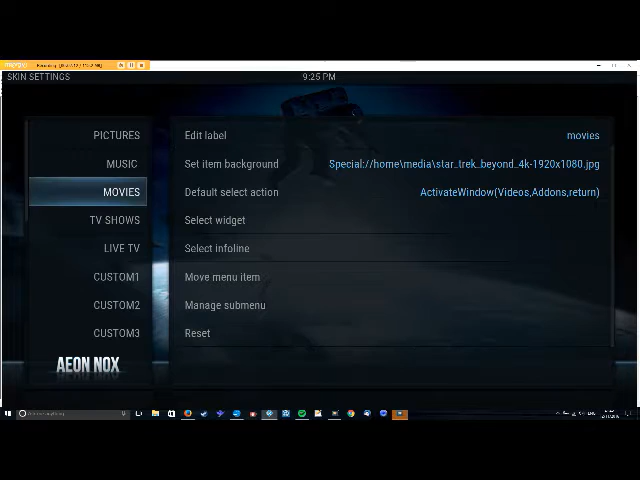 SKIN SETTINGS
9:25 PM
PICTURES
MUSIC
MOVIES
TV SHOWS
LIVE TV
CUSTOM1
CUSTOM2
CUSTOM3
AEON NOX
Edit label movies
Set item background Special://home\media\star_trek_beyond_4k-1920x1080.jpg
Default select action ActivateWindow(Videos,Addons,return)
Select widget
Select infoline
Move menu item
Manage submenu
Reset
ENG